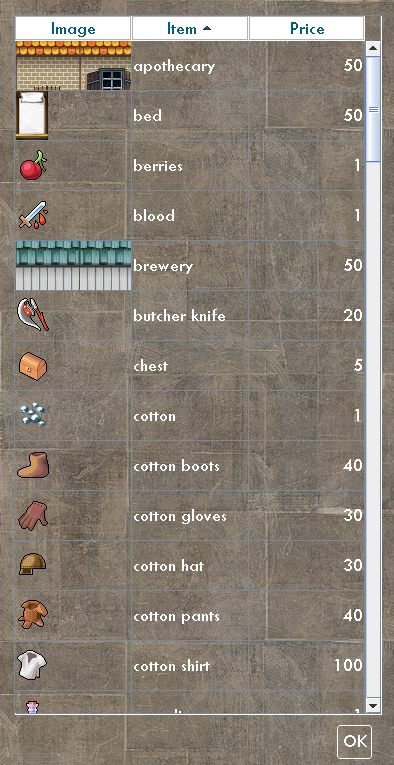 Image Item Price
apothecary 50
bed 50
berries 1
blood 1
brewery 50
butcher knife 20
chest 5
cotton 1
cotton boots 40
cotton gloves 30
cotton hat 30
cotton pants 40
cotton shirt 100
OK